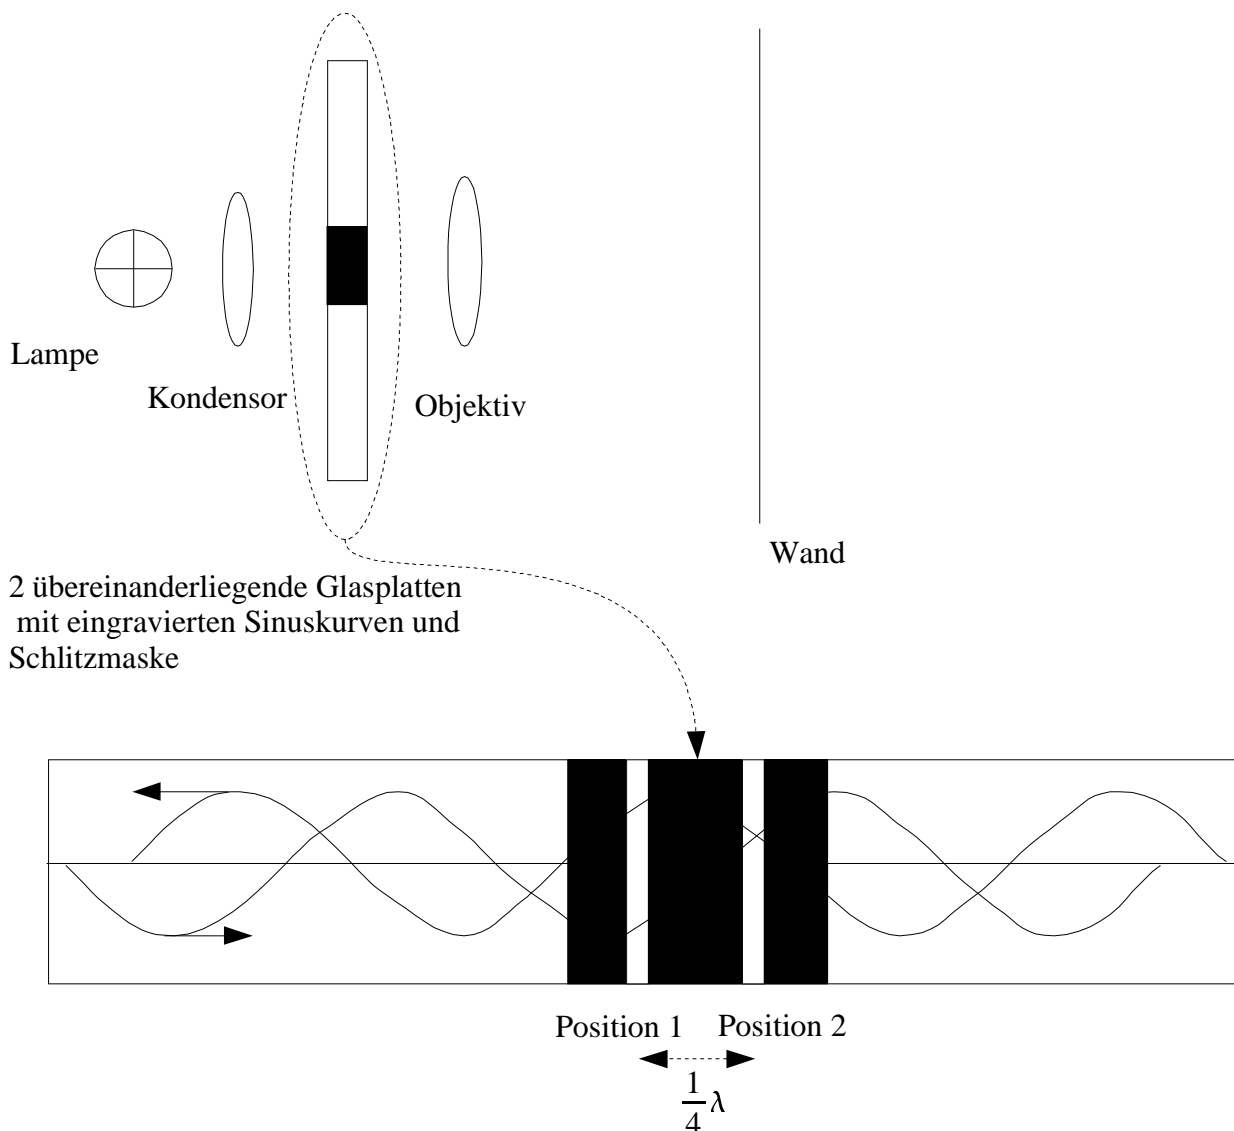 Lampe
Kondensor
Objektiv
Wand
2 übereinanderliegende Glasplatten
mit eingravierten Sinuskurven und
Schlitzmaske
Position 1
Position 2
1
4
λ